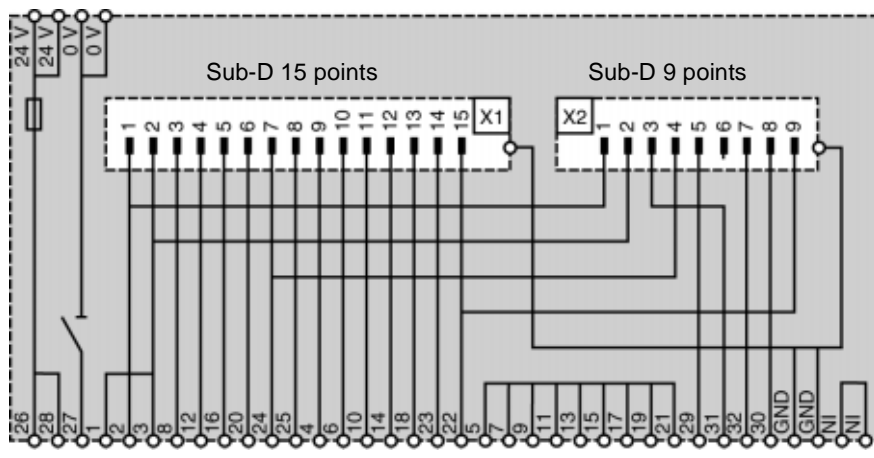 24 V 24 V 0 V 0 V
Sub-D 15 points Sub-D 9 points
1 2 3 4 5 6 7 8 9 10 11 12 13 14 15 X1 X2 1 2 3 4 5 6 7 8 9
26 28 27 1 2 3 8 12 16 20 24 25 4 6 10 14 18 23 22 5 7 9 11 13 15 17 19 21 29 31 32 30 GND GND NI NI